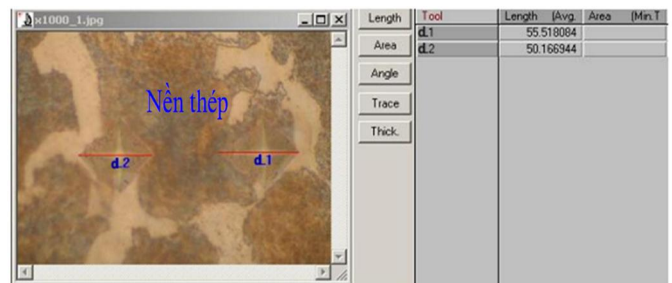 x1000_1.jpg
Nền thép
d.2
d.1
Length
Area
Angle
Trace
Thick.
Tool Length (Avg. Area (Min.T
d.1 55.518084
d.2 50.166944